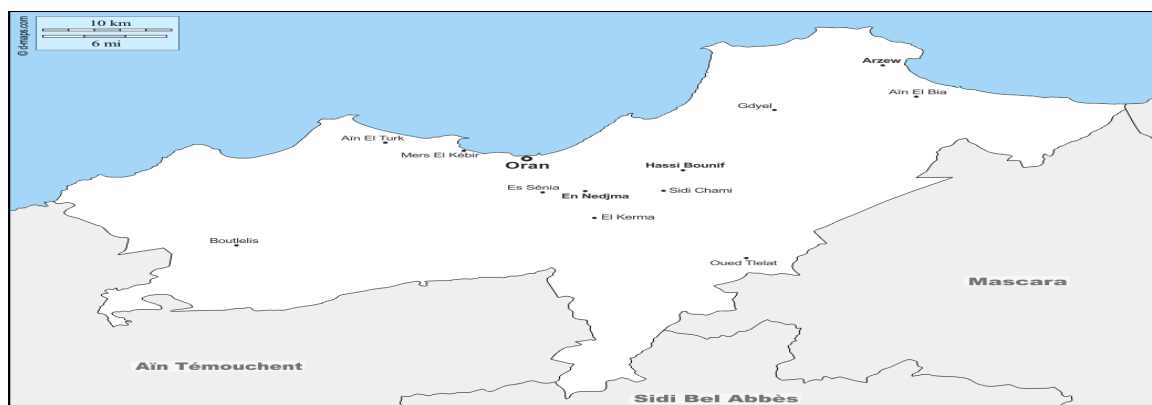 10 km
6 mi
© d-maps.com
Arzew
Aïn El Bia
Gdyel
Aïn El Turk
Mers El Kébir
Oran
Hassi Bounif
Es Sénia
En Nedjma
Sidi Chami
El Kerma
Boutlelis
Oued Tlelat
Mascara
Aïn Témouchent
Sidi Bel Abbès